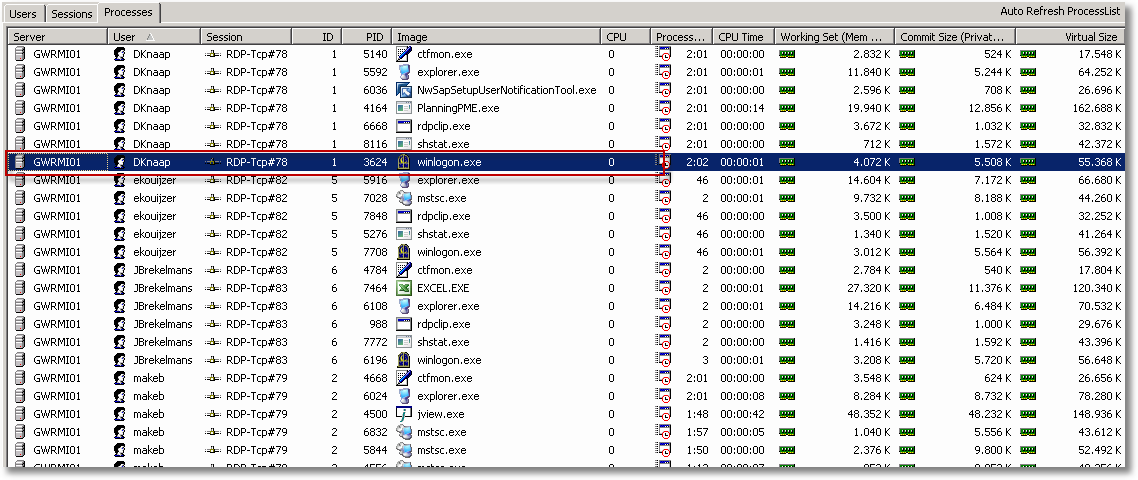 Users Sessions Processes Auto Refresh ProcessList
Server User Session ID PID Image CPU Process... CPU Time Working Set (Mem ... Commit Size (Privat... Virtual Size
GWRMI01 DKnaap RDP-Tcp#78 1 5140 ctfmon.exe 0 2:01 00:00:00 2.832 K 524 K 17.548 K
GWRMI01 DKnaap RDP-Tcp#78 1 5592 explorer.exe 0 2:01 00:00:01 11.840 K 5.244 K 64.252 K
GWRMI01 DKnaap RDP-Tcp#78 1 6036 NwSapSetupUserNotificationTool.exe 0 2:01 00:00:00 2.596 K 708 K 26.696 K
GWRMI01 DKnaap RDP-Tcp#78 1 4164 PlanningPME.exe 0 2:01 00:00:14 19.940 K 12.856 K 162.688 K
GWRMI01 DKnaap RDP-Tcp#78 1 6668 rdpclip.exe 0 2:01 00:00:00 3.672 K 1.032 K 32.832 K
GWRMI01 DKnaap RDP-Tcp#78 1 8116 shstat.exe 0 2:01 00:00:00 712 K 1.572 K 42.372 K
GWRMI01 DKnaap RDP-Tcp#78 1 3624 winlogon.exe 0 2:02 00:00:01 4.072 K 5.508 K 55.368 K
GWRMI01 ekouijzer RDP-Tcp#82 5 5916 explorer.exe 0 46 00:00:01 14.604 K 7.172 K 66.680 K
GWRMI01 ekouijzer RDP-Tcp#82 5 7028 mstsc.exe 0 46 00:00:01 9.732 K 8.188 K 44.260 K
GWRMI01 ekouijzer RDP-Tcp#82 5 7848 rdpclip.exe 0 46 00:00:00 3.500 K 1.008 K 32.252 K
GWRMI01 ekouijzer RDP-Tcp#82 5 5276 shstat.exe 0 46 00:00:00 1.340 K 1.520 K 41.264 K
GWRMI01 ekouijzer RDP-Tcp#82 5 7708 winlogon.exe 0 46 00:00:01 3.012 K 5.564 K 56.392 K
GWRMI01 JBrekelmans RDP-Tcp#83 6 4784 ctfmon.exe 0 2 00:00:00 2.784 K 540 K 17.804 K
GWRMI01 JBrekelmans RDP-Tcp#83 6 7464 EXCEL.EXE 0 2 00:00:01 27.320 K 11.376 K 120.340 K
GWRMI01 JBrekelmans RDP-Tcp#83 6 6108 explorer.exe 0 2 00:00:01 14.216 K 6.484 K 70.532 K
GWRMI01 JBrekelmans RDP-Tcp#83 6 988 rdpclip.exe 0 2 00:00:00 3.248 K 1.000 K 29.676 K
GWRMI01 JBrekelmans RDP-Tcp#83 6 7772 shstat.exe 0 2 00:00:00 1.416 K 1.592 K 43.396 K
GWRMI01 JBrekelmans RDP-Tcp#83 6 6196 winlogon.exe 0 3 00:00:01 3.208 K 5.720 K 56.648 K
GWRMI01 makeb RDP-Tcp#79 2 4668 ctfmon.exe 0 2:01 00:00:00 3.548 K 624 K 26.656 K
GWRMI01 makeb RDP-Tcp#79 2 6024 explorer.exe 0 2:01 00:00:08 8.284 K 8.732 K 78.280 K
GWRMI01 makeb RDP-Tcp#79 2 4500 jview.exe 0 1:48 00:00:42 48.352 K 48.232 K 148.936 K
GWRMI01 makeb RDP-Tcp#79 2 6832 mstsc.exe 0 1:57 00:00:05 1.040 K 5.556 K 43.612 K
GWRMI01 makeb RDP-Tcp#79 2 5432 mstsc.exe 0 1:50 00:00:00 2.376 K 9.800 K 52.492 K
GWRMI01 makeb RDP-Tcp#79 2 mstsc.exe 0